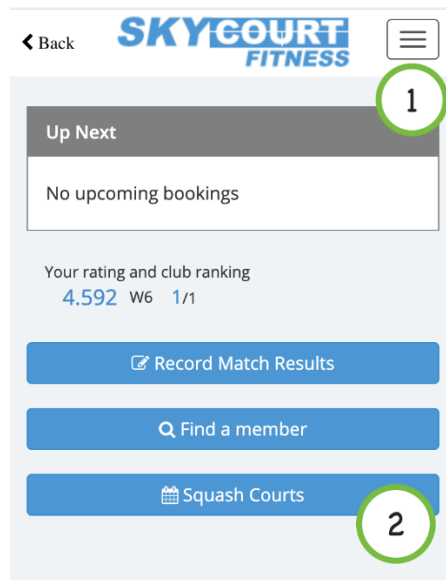 Back
SKYCOURT
FITNESS
1
Up Next
No upcoming bookings
Your rating and club ranking
4.592 W6 1/1
Record Match Results
Find a member
Squash Courts
2